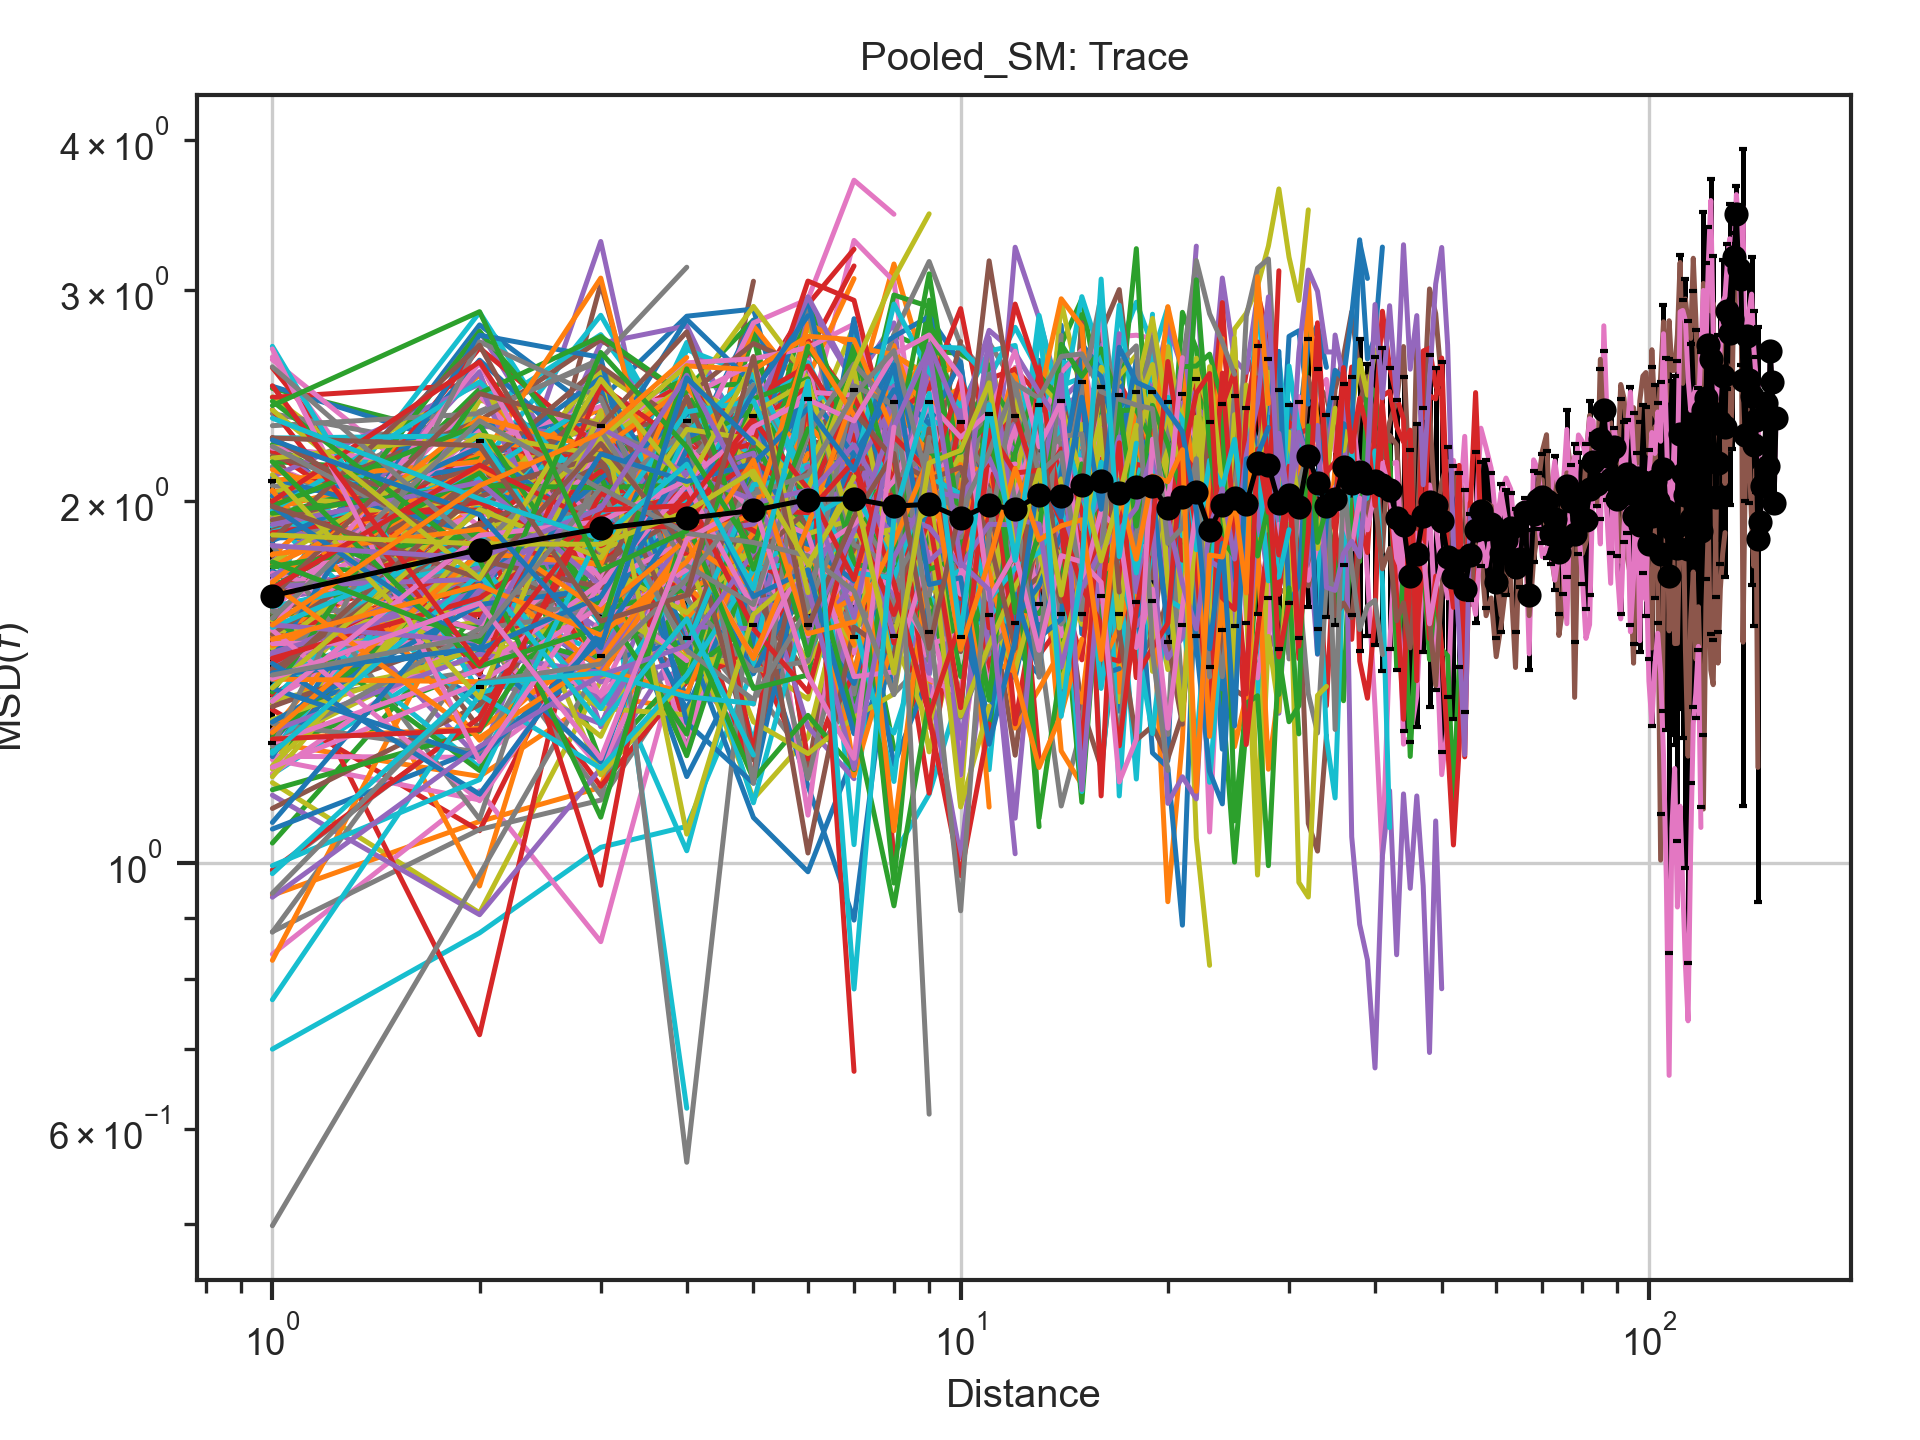 Pooled_SM: Trace
4 × 10⁰
3 × 10⁰
2 × 10⁰
10⁰
6 × 10⁻¹
MSD(f)
10⁰ 10¹ 10²
Distance